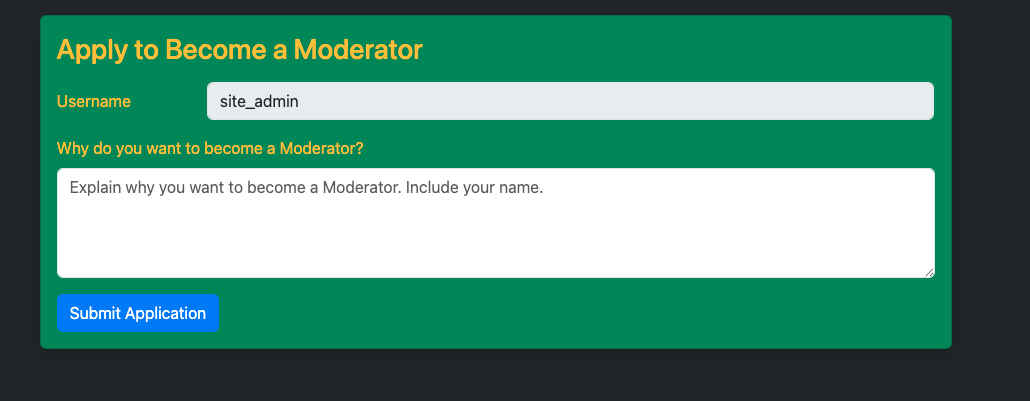 Apply to Become a Moderator
Username
site_admin
Why do you want to become a Moderator?
Explain why you want to become a Moderator. Include your name.
Submit Application